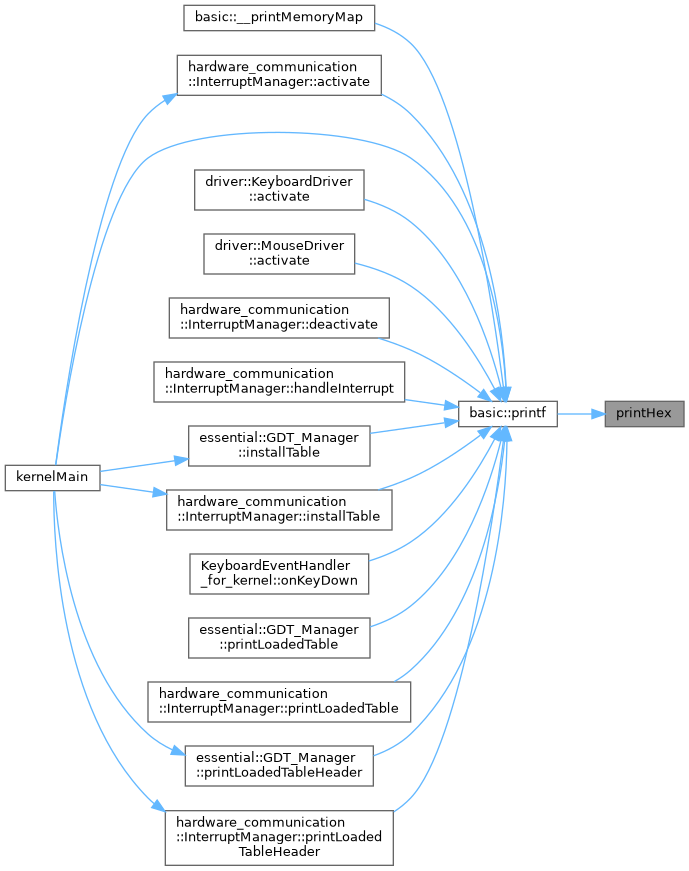 basic::__printMemoryMap
hardware_communication
::InterruptManager::activate
driver::KeyboardDriver
::activate
driver::MouseDriver
::activate
hardware_communication
::InterruptManager::deactivate
hardware_communication
::InterruptManager::handleInterrupt
basic::printf
printHex
essential::GDT_Manager
::installTable
kernelMain
hardware_communication
::InterruptManager::installTable
KeyboardEventHandler
_for_kernel::onKeyDown
essential::GDT_Manager
::printLoadedTable
hardware_communication
::InterruptManager::printLoadedTable
essential::GDT_Manager
::printLoadedTableHeader
hardware_communication
::InterruptManager::printLoaded
TableHeader